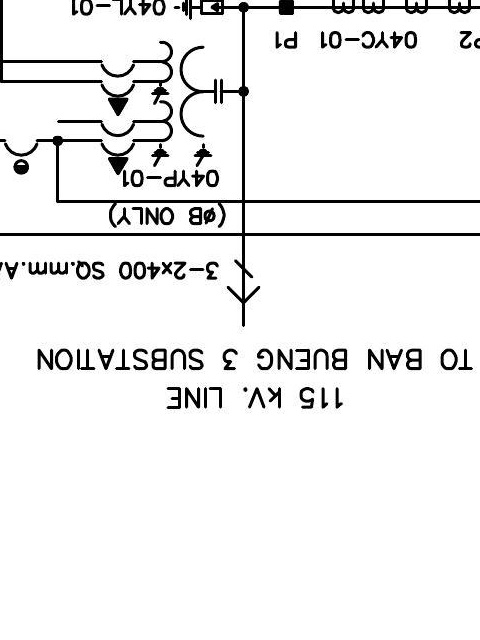 115 kV. LINE
TO BAN BUENG 3 SUBSTATION
3-2x400 SQ.mm.A
(øB ONLY)
04YP-01
P2 04YC-01 P1
04YL-01